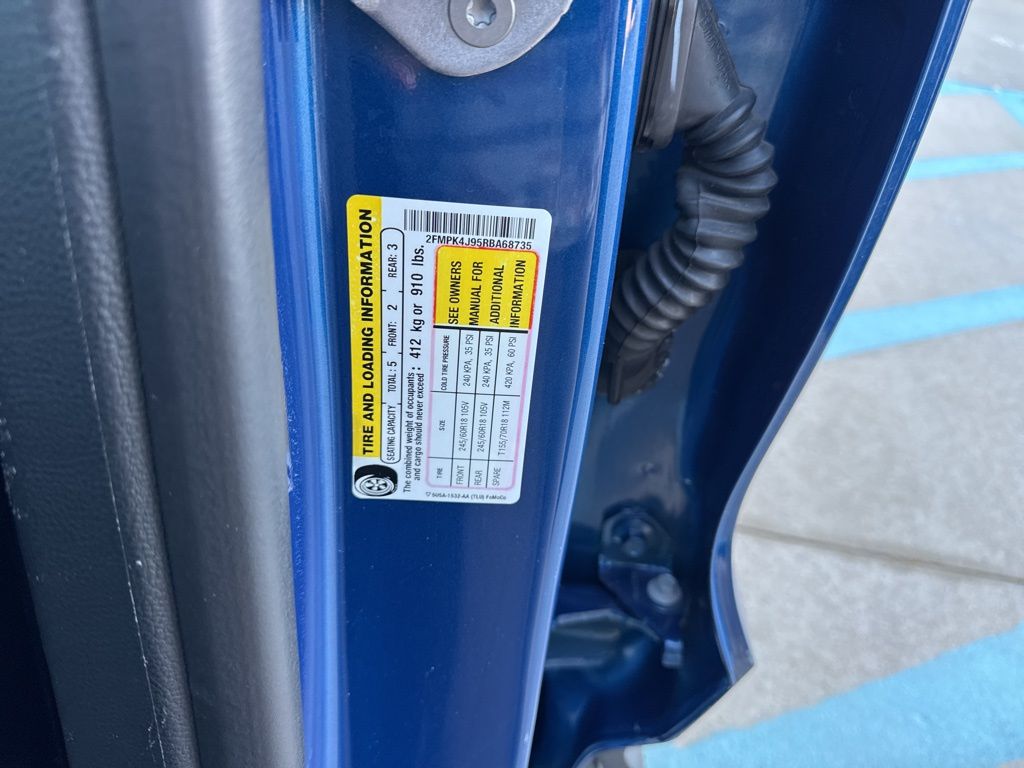 2FMPK4J95RBA68735
TIRE AND LOADING INFORMATION
SEATING CAPACITY TOTAL: 5 FRONT: 2 REAR: 3
The combined weight of occupants
and cargo should never exceed : 412 kg or 910 lbs.
TIRE SIZE COLD TIRE PRESSURE
FRONT 245/60R18 105V 240 KPA, 35 PSI
REAR 245/60R18 105V 240 KPA, 35 PSI
SPARE T155/70R18 112M 420 KPA, 60 PSI
SEE OWNERS
MANUAL FOR
ADDITIONAL
INFORMATION